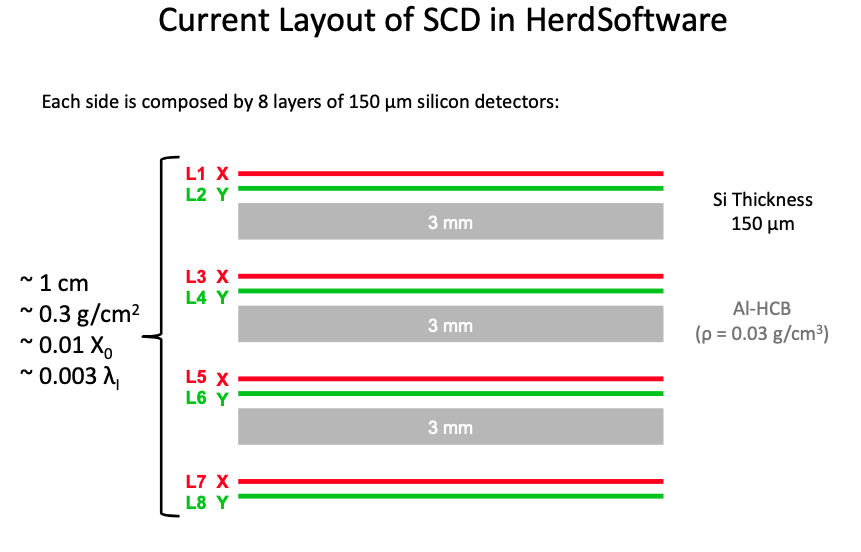 Current Layout of SCD in HerdSoftware
Each side is composed by 8 layers of 150 μm silicon detectors:
L1 X
L2 Y
3 mm
Si Thickness
150 μm
L3 X
L4 Y
3 mm
~ 1 cm
~ 0.3 g/cm²
~ 0.01 X₀
~ 0.003 λ_I
Al-HCB
(ρ = 0.03 g/cm³)
L5 X
L6 Y
3 mm
L7 X
L8 Y